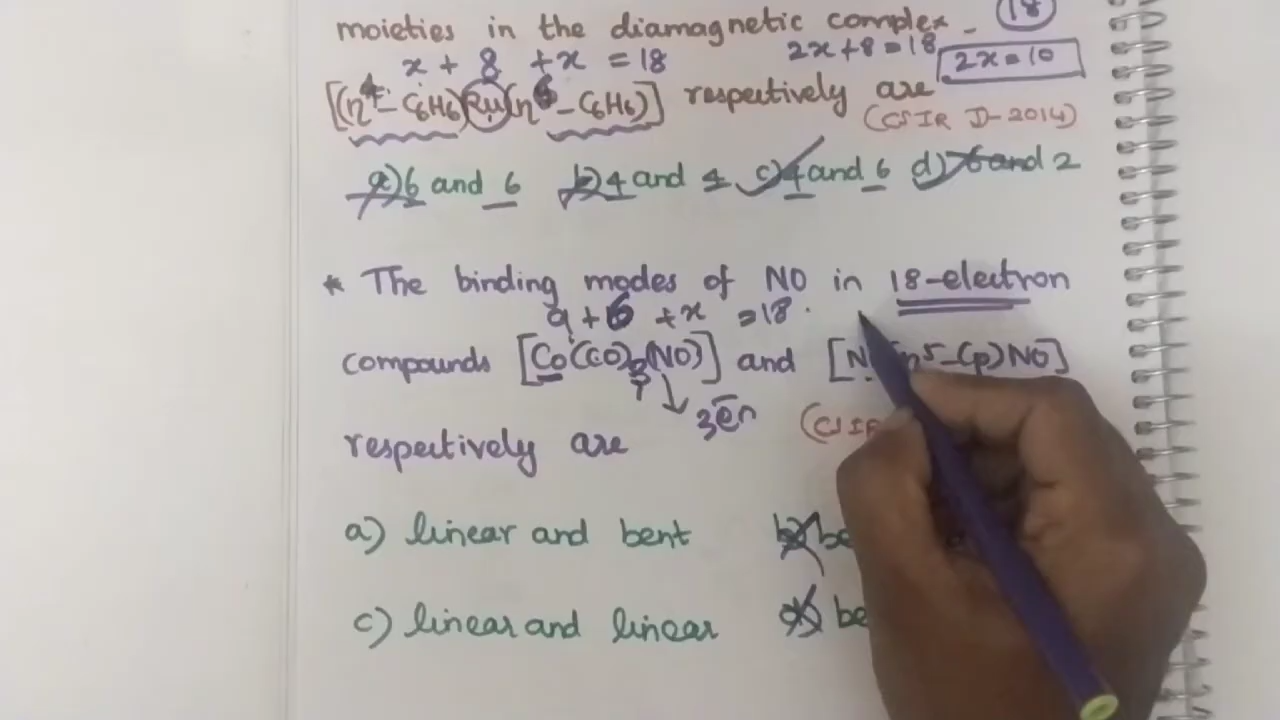 moieties in the diamagnetic complex - 18
x + 8 + x = 18 2x+8=18 2x=10
[(η4-C6H6)Ru(η6-C6H6)] respectively are
(CSIR D-2014)
a) 6 and 6 b) 4 and 4 c) 4 and 6 d) 6 and 2
* The binding modes of NO in 18-electron
9 + 6 + x = 18.
compounds [Co(CO)3(NO)] and [N η5-Cp)NO]
3e̅n
(CSIR
respectively are
a) linear and bent b) be
c) linear and linear d) be